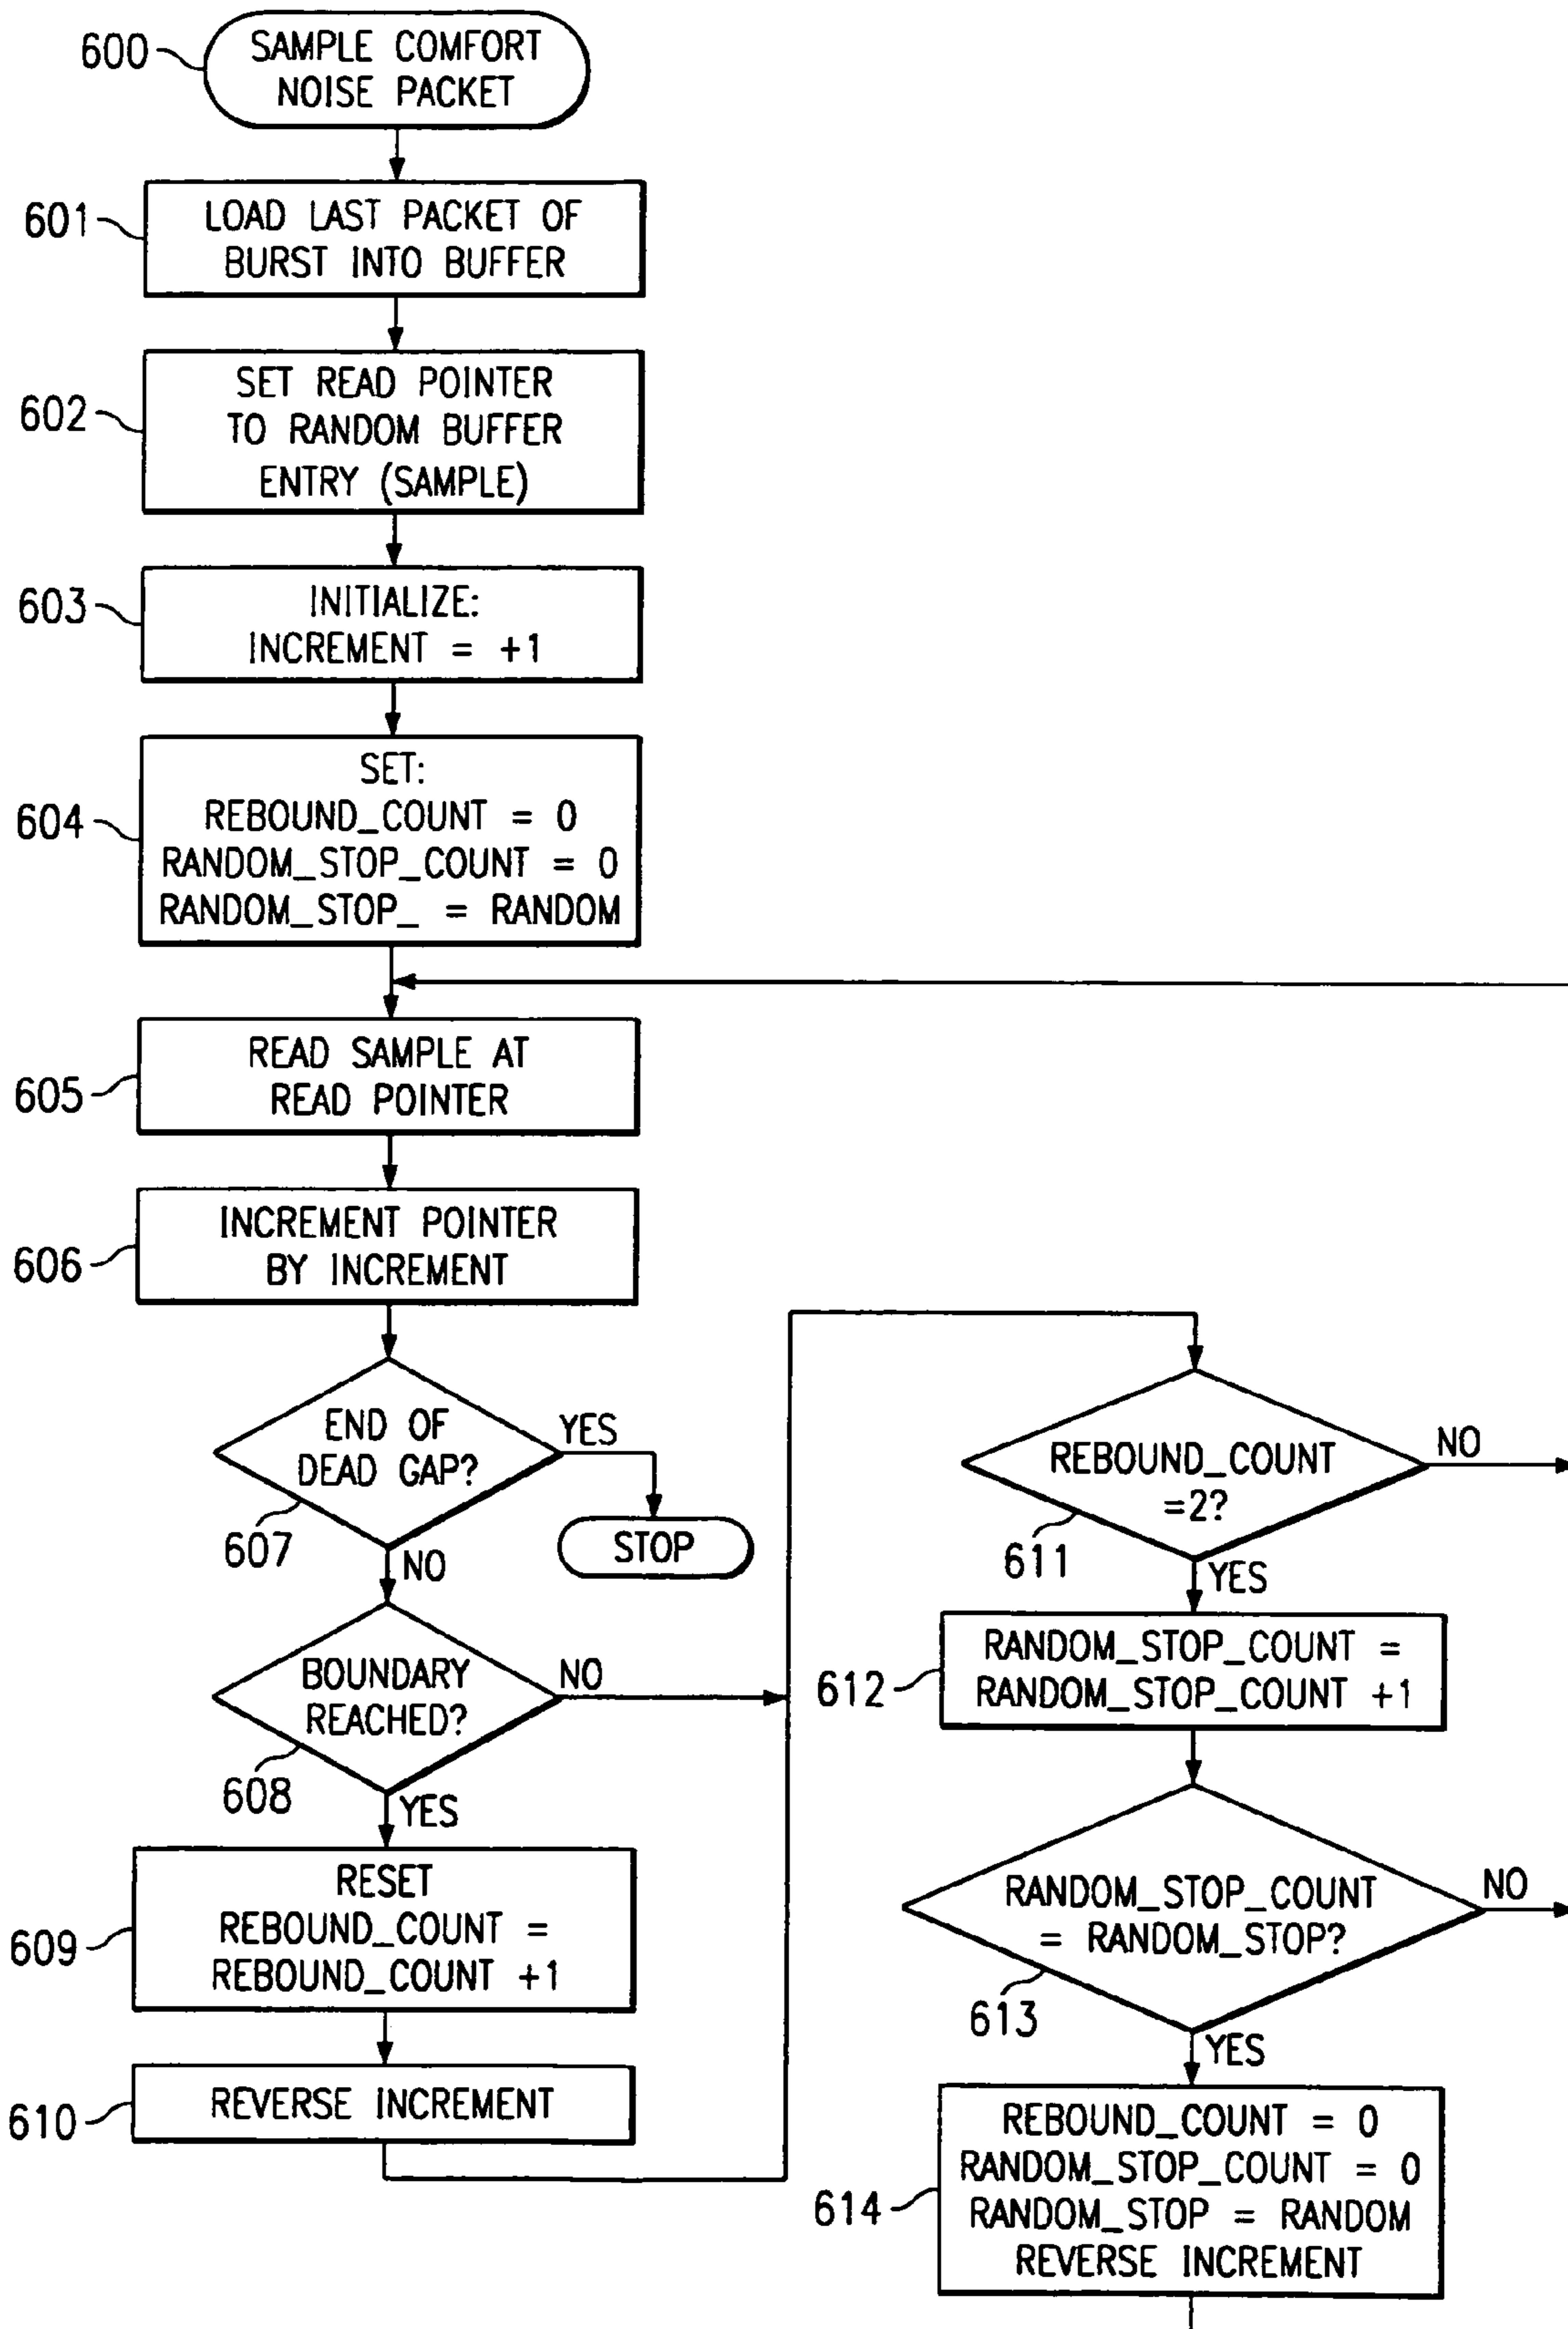 600
SAMPLE COMFORT
NOISE PACKET
601
LOAD LAST PACKET OF
BURST INTO BUFFER
602
SET READ POINTER
TO RANDOM BUFFER
ENTRY (SAMPLE)
603
INITIALIZE:
INCREMENT = +1
604
SET:
REBOUND_COUNT = 0
RANDOM_STOP_COUNT = 0
RANDOM_STOP_ = RANDOM
605
READ SAMPLE AT
READ POINTER
606
INCREMENT POINTER
BY INCREMENT
END OF
DEAD GAP?
YES
607
STOP
NO
BOUNDARY
REACHED?
NO
608
YES
609
RESET
REBOUND_COUNT =
REBOUND_COUNT +1
610
REVERSE INCREMENT
REBOUND_COUNT
=2?
NO
611
YES
612
RANDOM_STOP_COUNT =
RANDOM_STOP_COUNT +1
RANDOM_STOP_COUNT
= RANDOM_STOP?
NO
613
YES
614
REBOUND_COUNT = 0
RANDOM_STOP_COUNT = 0
RANDOM_STOP = RANDOM
REVERSE INCREMENT